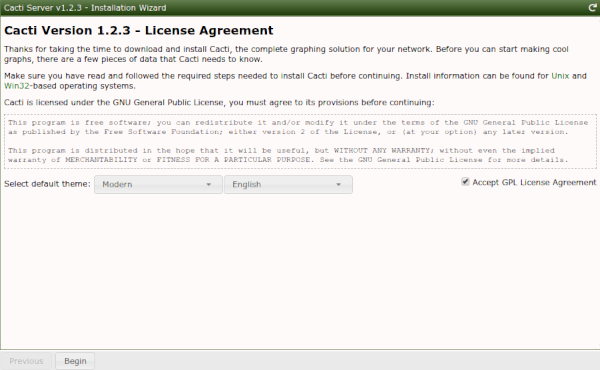 Cacti Server v1.2.3 - Installation Wizard
Cacti Version 1.2.3 - License Agreement
Thanks for taking the time to download and install Cacti, the complete graphing solution for your network. Before you can start making cool
graphs, there are a few pieces of data that Cacti needs to know.
Make sure you have read and followed the required steps needed to install Cacti before continuing. Install information can be found for Unix and
Win32-based operating systems.
Cacti is licensed under the GNU General Public License, you must agree to its provisions before continuing:
This program is free software; you can redistribute it and/or modify it under the terms of the GNU General Public License
as published by the Free Software Foundation; either version 2 of the License, or (at your option) any later version.
This program is distributed in the hope that it will be useful, but WITHOUT ANY WARRANTY; without even the implied
warranty of MERCHANTABILITY or FITNESS FOR A PARTICULAR PURPOSE. See the GNU General Public License for more details.
Select default theme: Modern English Accept GPL License Agreement
Previous Begin